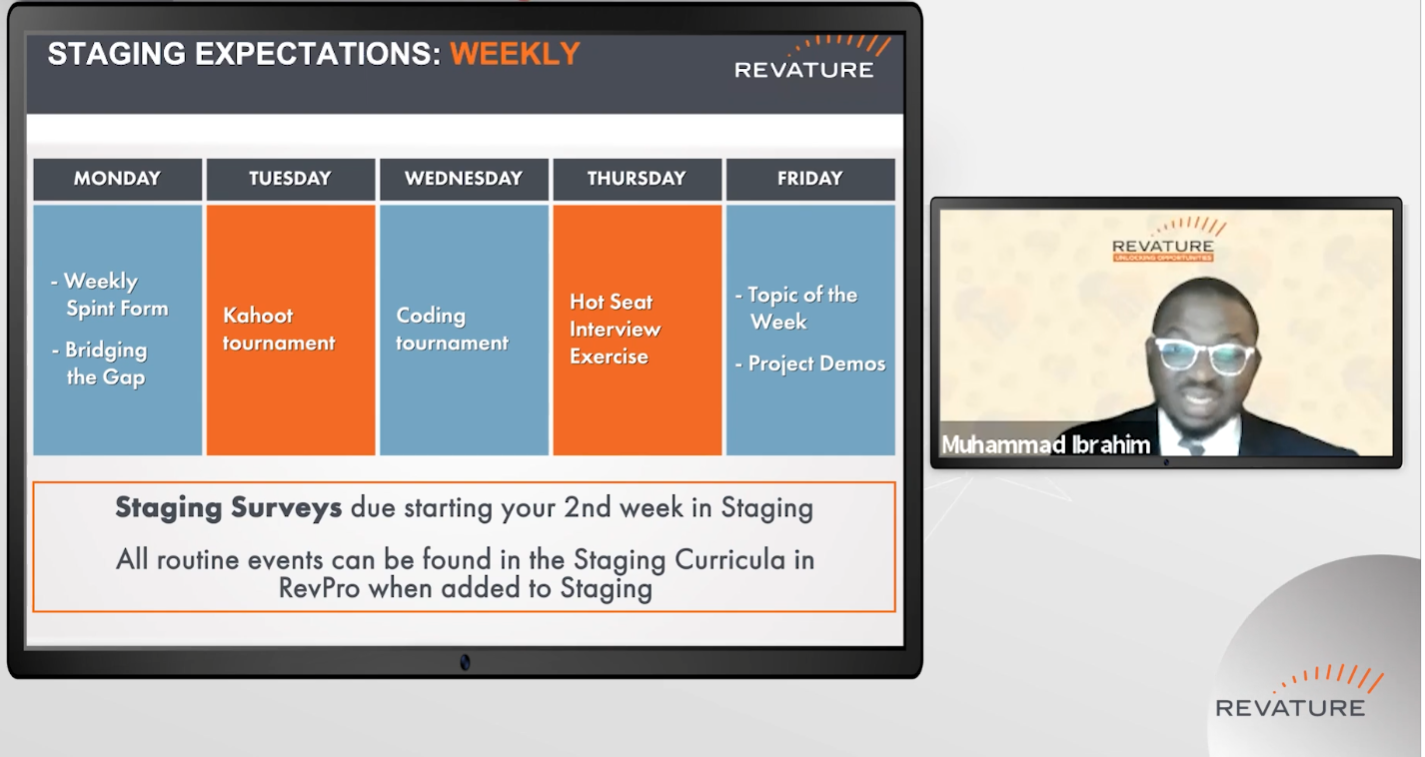 STAGING EXPECTATIONS: WEEKLY
REVATURE
MONDAY
TUESDAY
WEDNESDAY
THURSDAY
FRIDAY
- Weekly
Spint Form
- Bridging
the Gap
Kahoot
tournament
Coding
tournament
Hot Seat
Interview
Exercise
- Topic of the
Week
- Project Demos
Staging Surveys due starting your 2nd week in Staging
All routine events can be found in the Staging Curricula in
RevPro when added to Staging
REVATURE
UNLOCKING OPPORTUNITIES
Muhammad Ibrahim
REVATURE